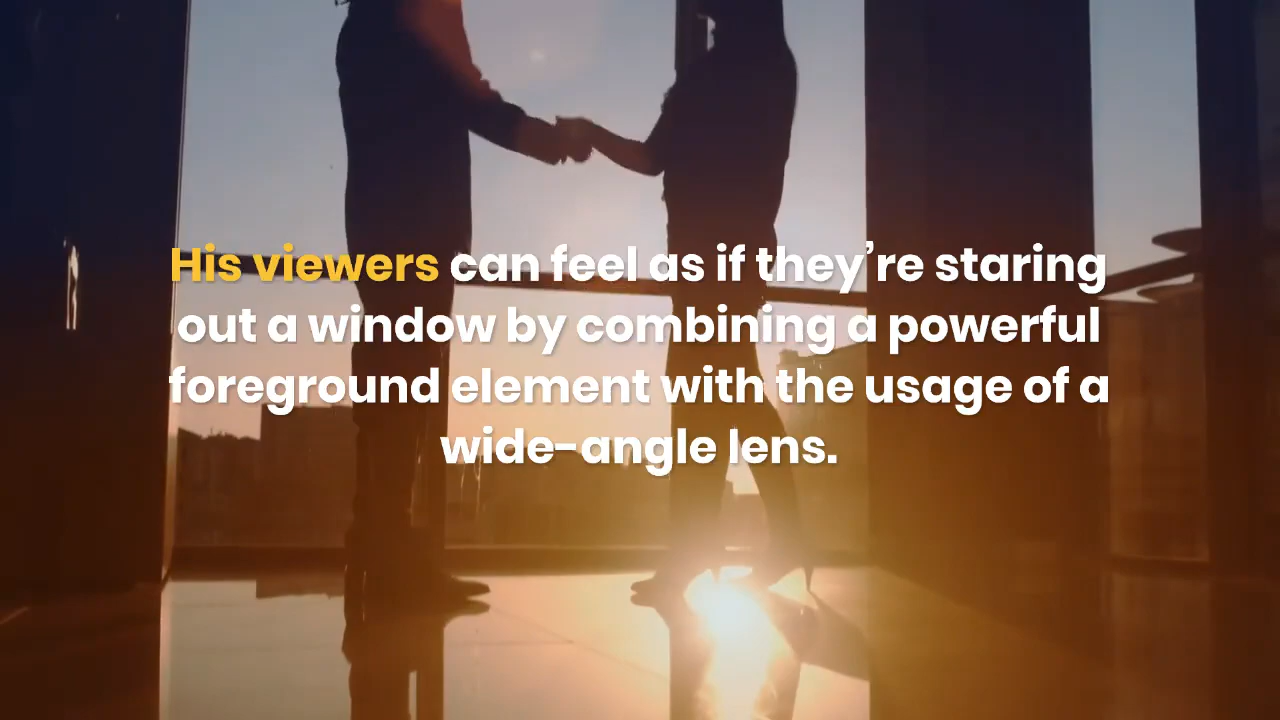 His viewers can feel as if they’re staring
out a window by combining a powerful
foreground element with the usage of a
wide-angle lens.